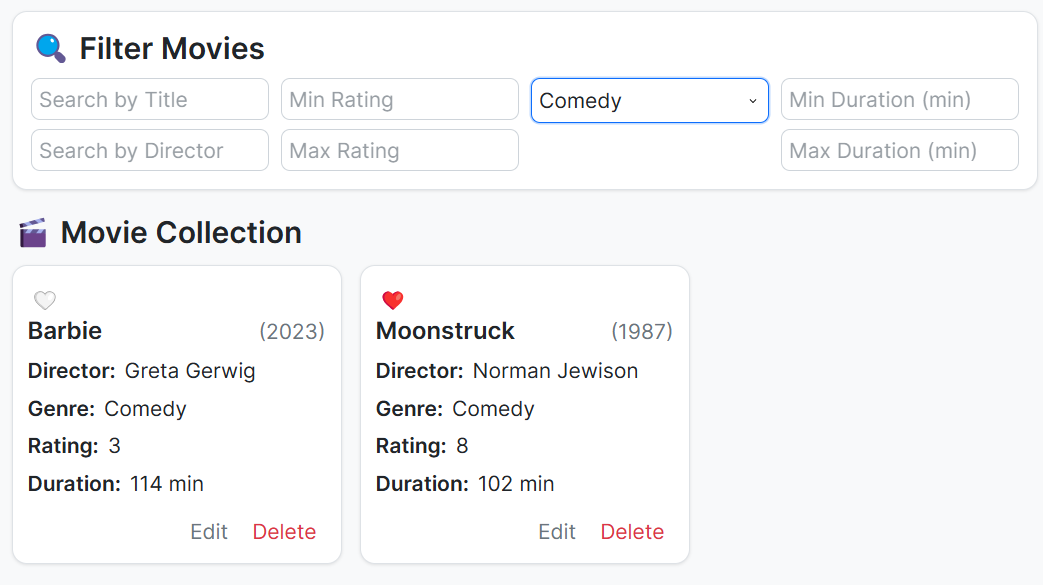 Filter Movies
Search by Title
Min Rating
Comedy
Min Duration (min)
Search by Director
Max Rating
Max Duration (min)
Movie Collection
Barbie (2023)
Director: Greta Gerwig
Genre: Comedy
Rating: 3
Duration: 114 min
Edit Delete
Moonstruck (1987)
Director: Norman Jewison
Genre: Comedy
Rating: 8
Duration: 102 min
Edit Delete